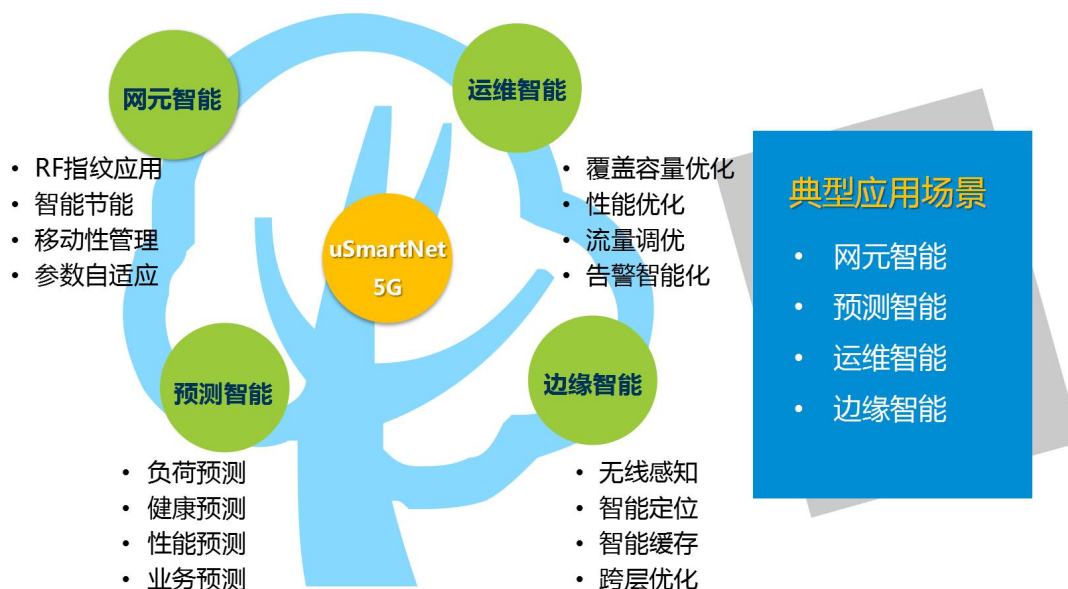 网元智能
• RF指纹应用
• 智能节能
• 移动性管理
• 参数自适应
运维智能
• 覆盖容量优化
• 性能优化
• 流量调优
• 告警智能化
uSmartNet
5G
预测智能
• 负荷预测
• 健康预测
• 性能预测
• 业务预测
边缘智能
• 无线感知
• 智能定位
• 智能缓存
• 跨层优化
典型应用场景
• 网元智能
• 预测智能
• 运维智能
• 边缘智能